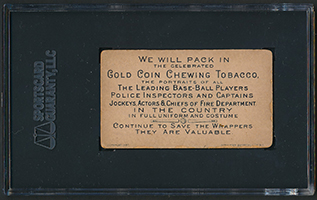 SPORTSCARD
GUARANTY, LLC
WE WILL PACK IN
THE CELEBRATED
GOLD COIN CHEWING TOBACCO.
THE PORTRAITS OF ALL
THE LEADING BASE-BALL PLAYERS
POLICE INSPECTORS AND CAPTAINS
JOCKEYS ACTORS & CHIEFS OF FIRE DEPARTMENT
IN THE COUNTRY
IN FULL UNIFORM AND COSTUME
CONTINUE TO SAVE THE WRAPPERS
THEY ARE VALUABLE